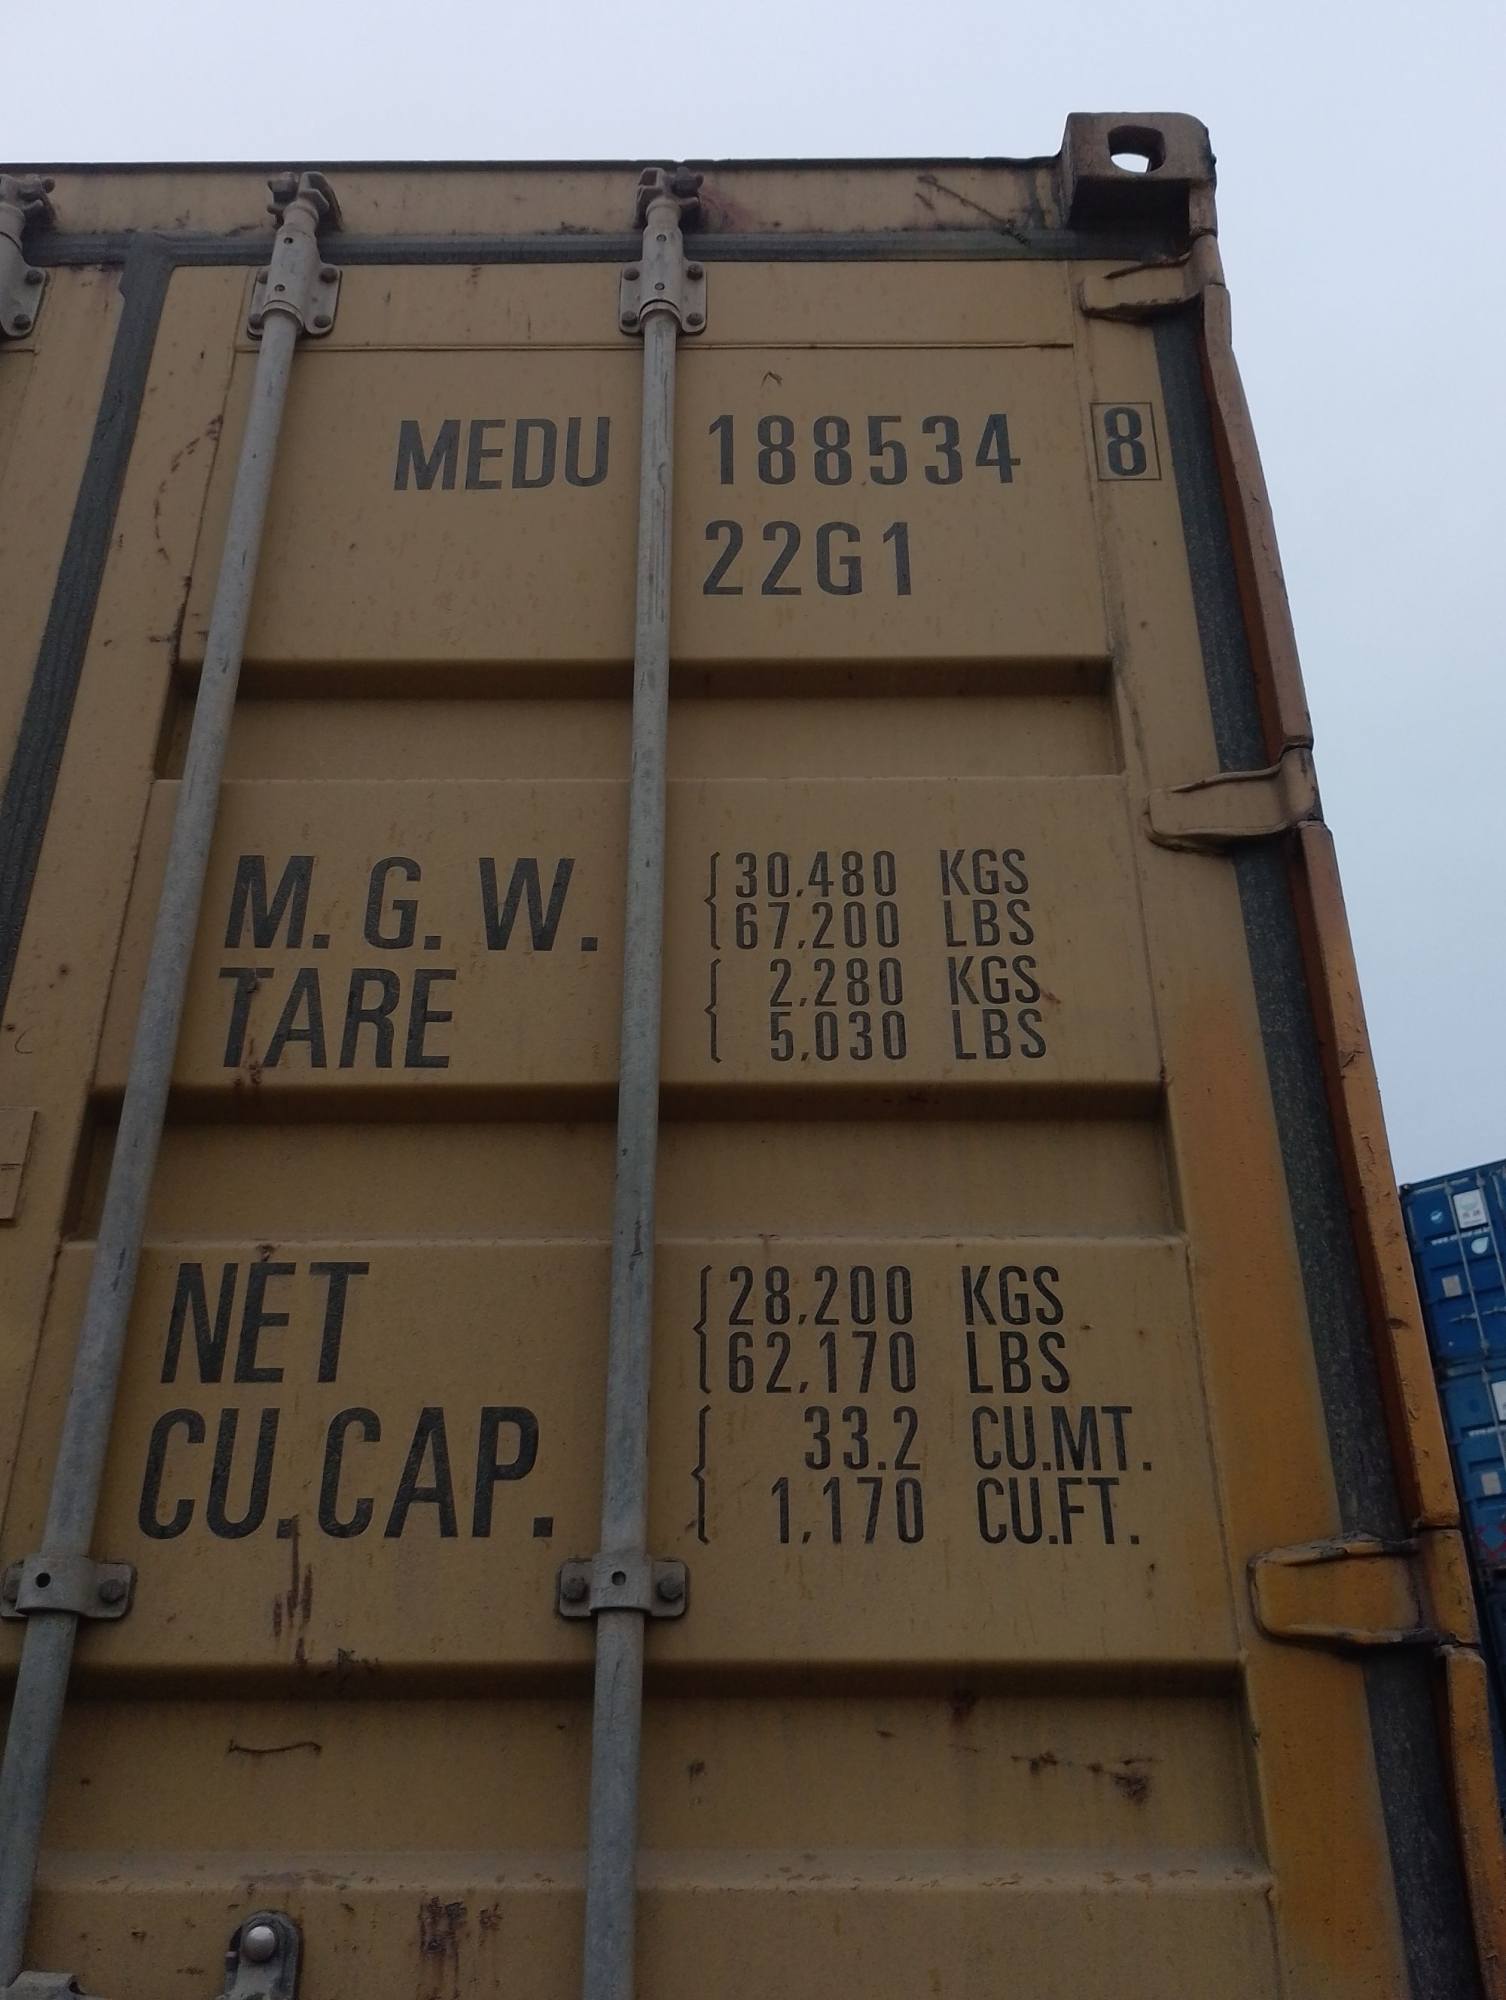 MEDU 188534 8
22G1
M. G. W. 30,480 KGS
67,200 LBS
TARE 2,280 KGS
5,030 LBS
NET 28,200 KGS
62,170 LBS
CU.CAP. 33.2 CU.MT.
1,170 CU.FT.